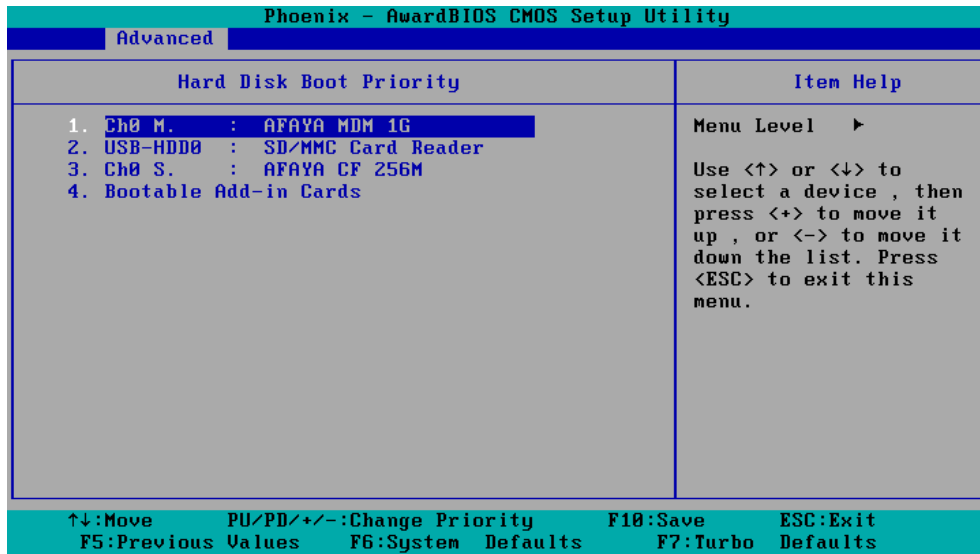 Phoenix - AwardBIOS CMOS Setup Utility
Advanced
Hard Disk Boot Priority
1. Ch0 M. : AFAYA MDM 1G
2. USB-HDD0 : SD/MMC Card Reader
3. Ch0 S. : AFAYA CF 256M
4. Bootable Add-in Cards
Item Help
Menu Level ►
Use <↑> or <↓> to
select a device , then
press <+> to move it
up , or <-> to move it
down the list. Press
<ESC> to exit this
menu.
↑↓:Move PU/PD/+/-:Change Priority F10:Save ESC:Exit
F5:Previous Values F6:System Defaults F7:Turbo Defaults